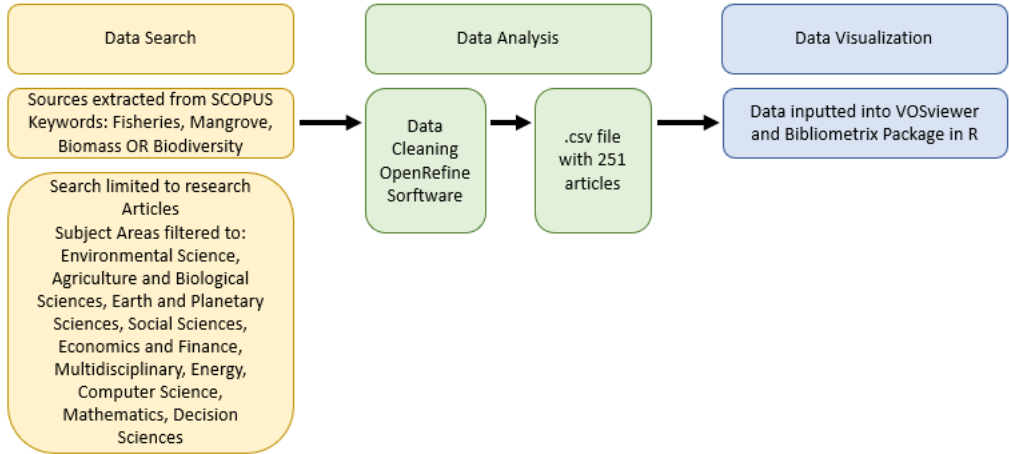 Data Search
Data Analysis
Data Visualization
Sources extracted from SCOPUS
Keywords: Fisheries, Mangrove,
Biomass OR Biodiversity
Data
Cleaning
OpenRefine
Sorftware
.csv file
with 251
articles
Data inputted into VOSviewer
and Bibliometrix Package in R
Search limited to research
Articles
Subject Areas filtered to:
Environmental Science,
Agriculture and Biological
Sciences, Earth and Planetary
Sciences, Social Sciences,
Economics and Finance,
Multidisciplinary, Energy,
Computer Science,
Mathematics, Decision
Sciences